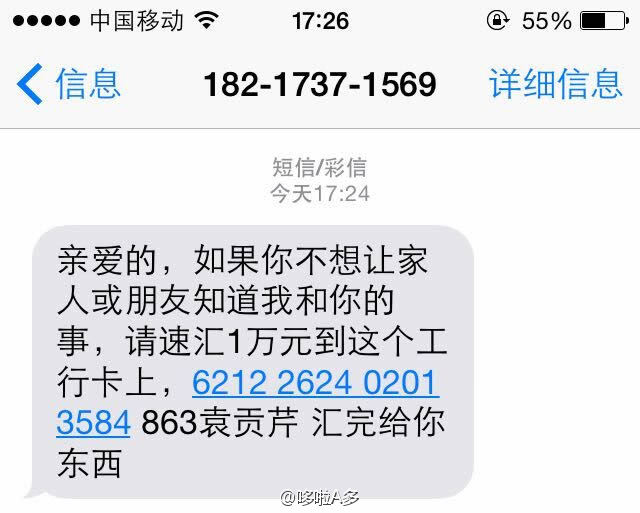 中国移动 17:26 55%
信息 182-1737-1569 详细信息
短信/彩信
今天17:24
亲爱的，如果你不想让家
人或朋友知道我和你的
事，请速汇1万元到这个工
行卡上，6212 2624 0201
3584 863袁贡芹 汇完给你
东西
@哆啦A多